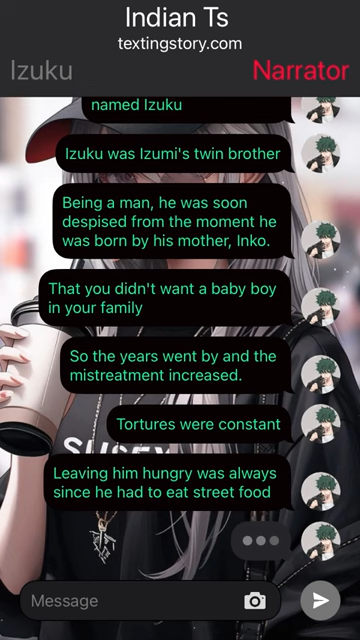 Indian Ts
textingstory.com
Izuku
Narrator
named Izuku
Izuku was Izumi's twin brother
Being a man, he was soon
despised from the moment he
was born by his mother, Inko.
That you didn't want a baby boy
in your family
So the years went by and the
mistreatment increased.
Tortures were constant
Leaving him hungry was always
since he had to eat street food
Message